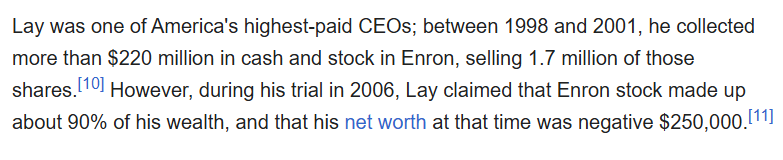 Lay was one of America's highest-paid CEOs; between 1998 and 2001, he collected
more than $220 million in cash and stock in Enron, selling 1.7 million of those
shares.[10] However, during his trial in 2006, Lay claimed that Enron stock made up
about 90% of his wealth, and that his net worth at that time was negative $250,000.[11]